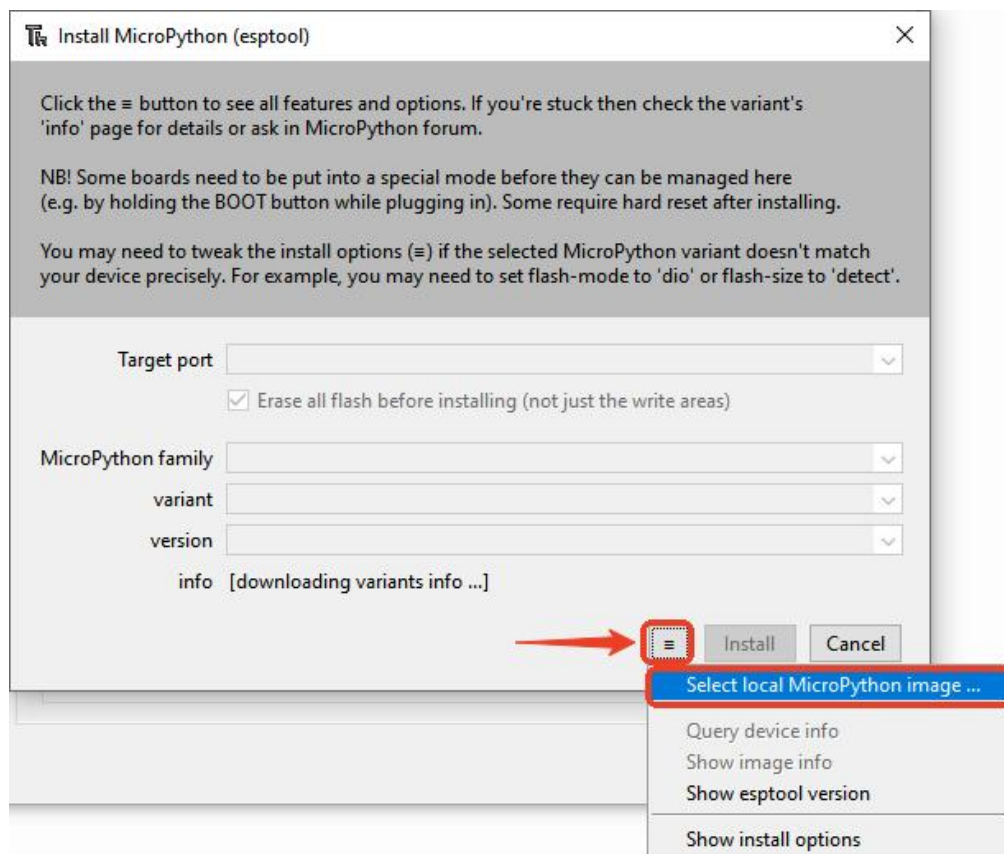 Install MicroPython (esptool)
Click the ≡ button to see all features and options. If you're stuck then check the variant's
'info' page for details or ask in MicroPython forum.
NB! Some boards need to be put into a special mode before they can be managed here
(e.g. by holding the BOOT button while plugging in). Some require hard reset after installing.
You may need to tweak the install options (≡) if the selected MicroPython variant doesn't match
your device precisely. For example, you may need to set flash-mode to 'dio' or flash-size to 'detect'.
Target port
Erase all flash before installing (not just the write areas)
MicroPython family
variant
version
info [downloading variants info ...]
≡ Install Cancel
Select local MicroPython image ...
Query device info
Show image info
Show esptool version
Show install options